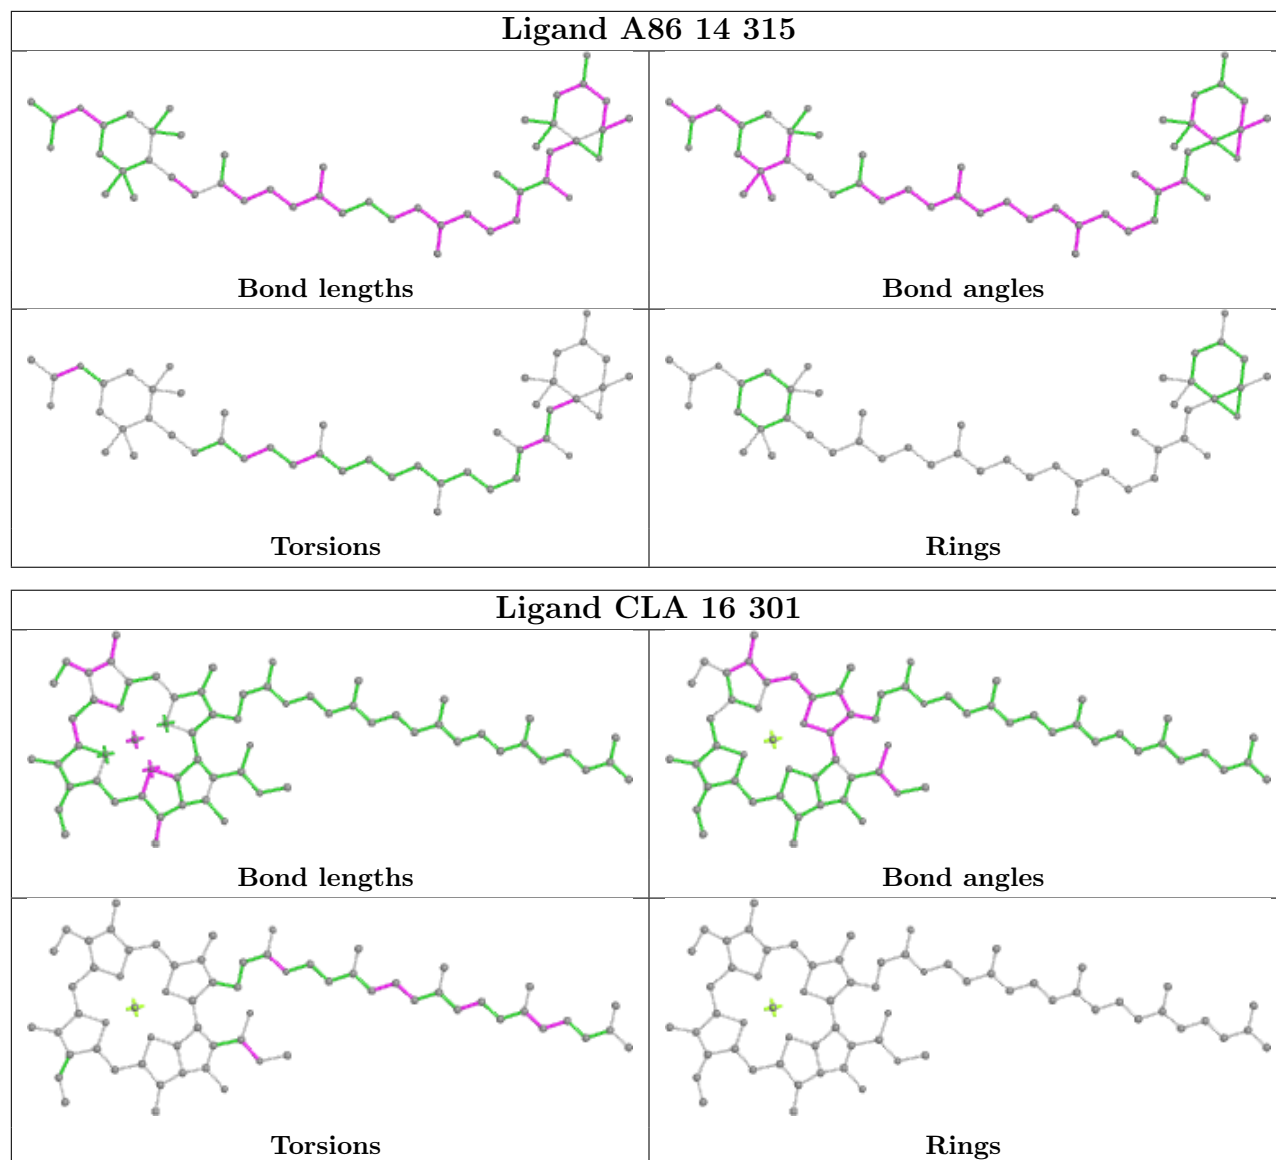 Ligand A86 14 315
Bond lengths
Bond angles
Torsions
Rings
Ligand CLA 16 301
Bond lengths
Bond angles
Torsions
Rings